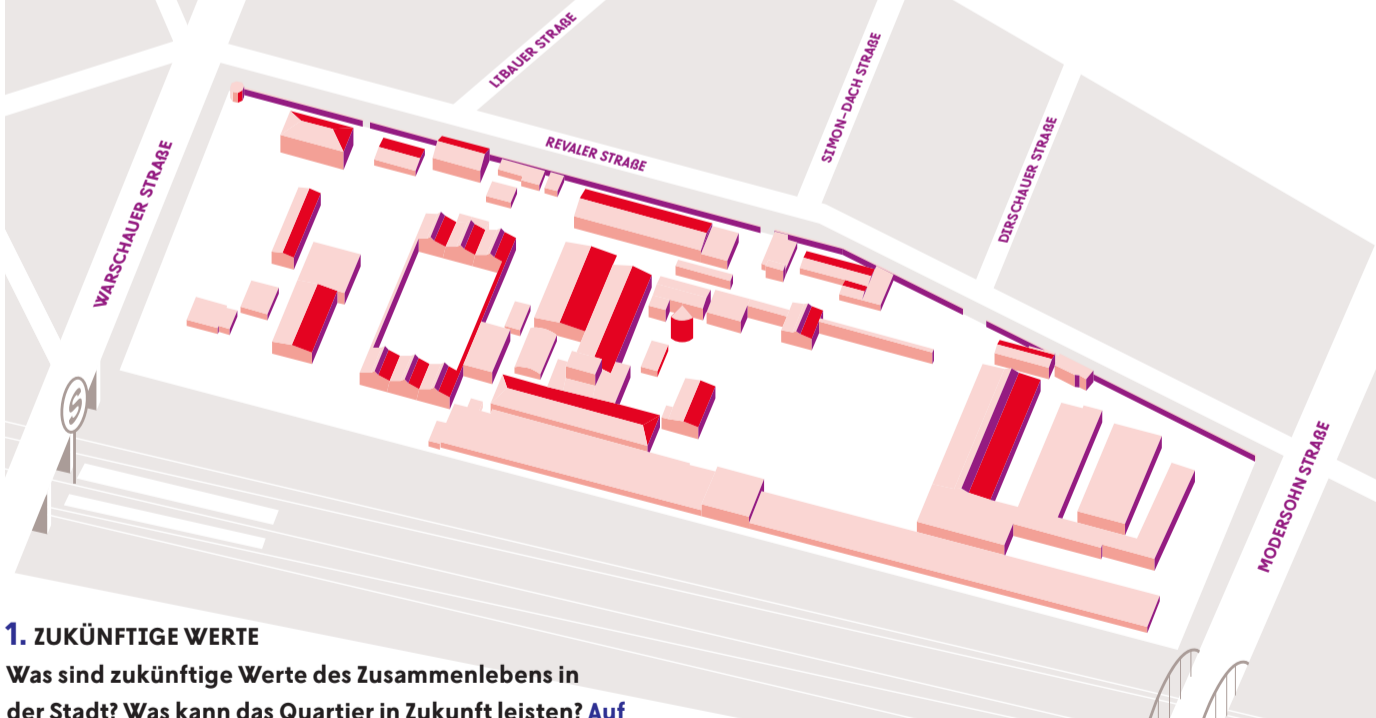 LIBAUER STRAßE
SIMON-DACH STRAßE
REVALER STRAßE
DIRSCHAUER STRAßE
WARSCHAUER STRAßE
S
MODERSOHN STRAßE
1. ZUKÜNFTIGE WERTE
Was sind zukünftige Werte des Zusammenlebens in
der Stadt? Was kann das Quartier in Zukunft leisten? Auf